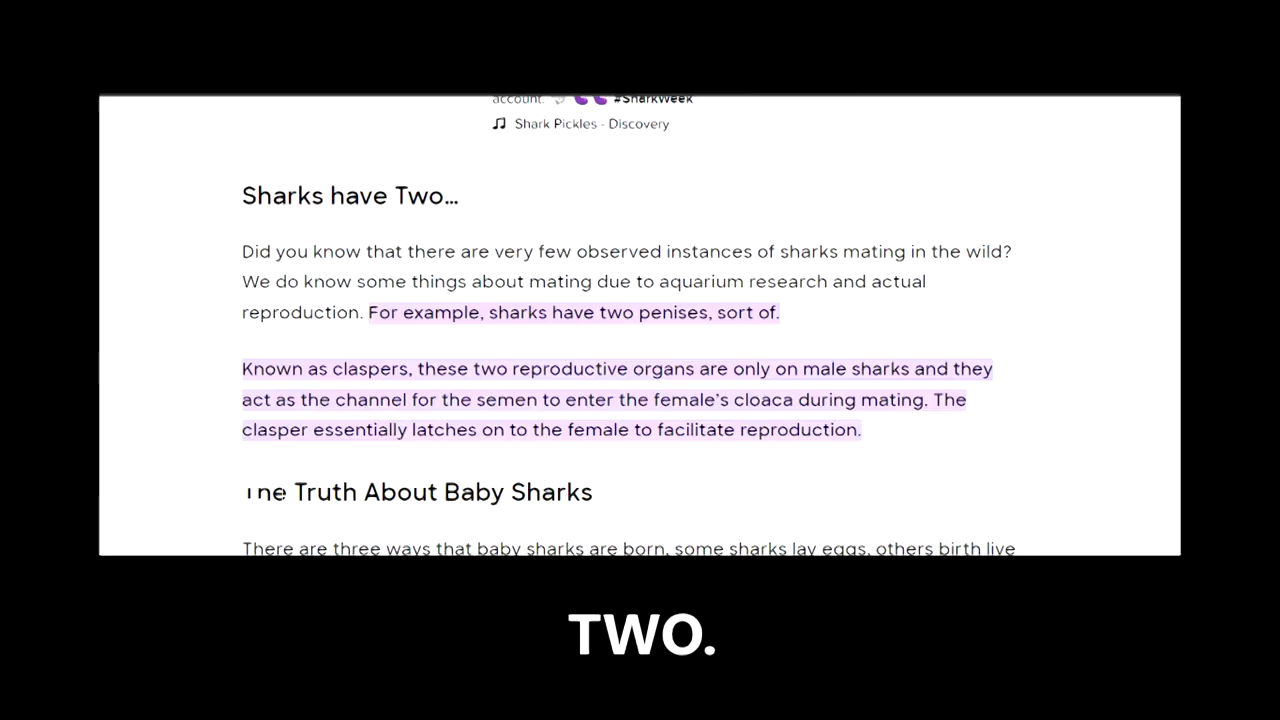 account. #SharkWeek
Shark Pickles - Discovery
Sharks have Two...
Did you know that there are very few observed instances of sharks mating in the wild?
We do know some things about mating due to aquarium research and actual
reproduction. For example, sharks have two penises, sort of.
Known as claspers, these two reproductive organs are only on male sharks and they
act as the channel for the semen to enter the female's cloaca during mating. The
clasper essentially latches on to the female to facilitate reproduction.
The Truth About Baby Sharks
There are three ways that baby sharks are born, some sharks lay eggs, others birth live
TWO.